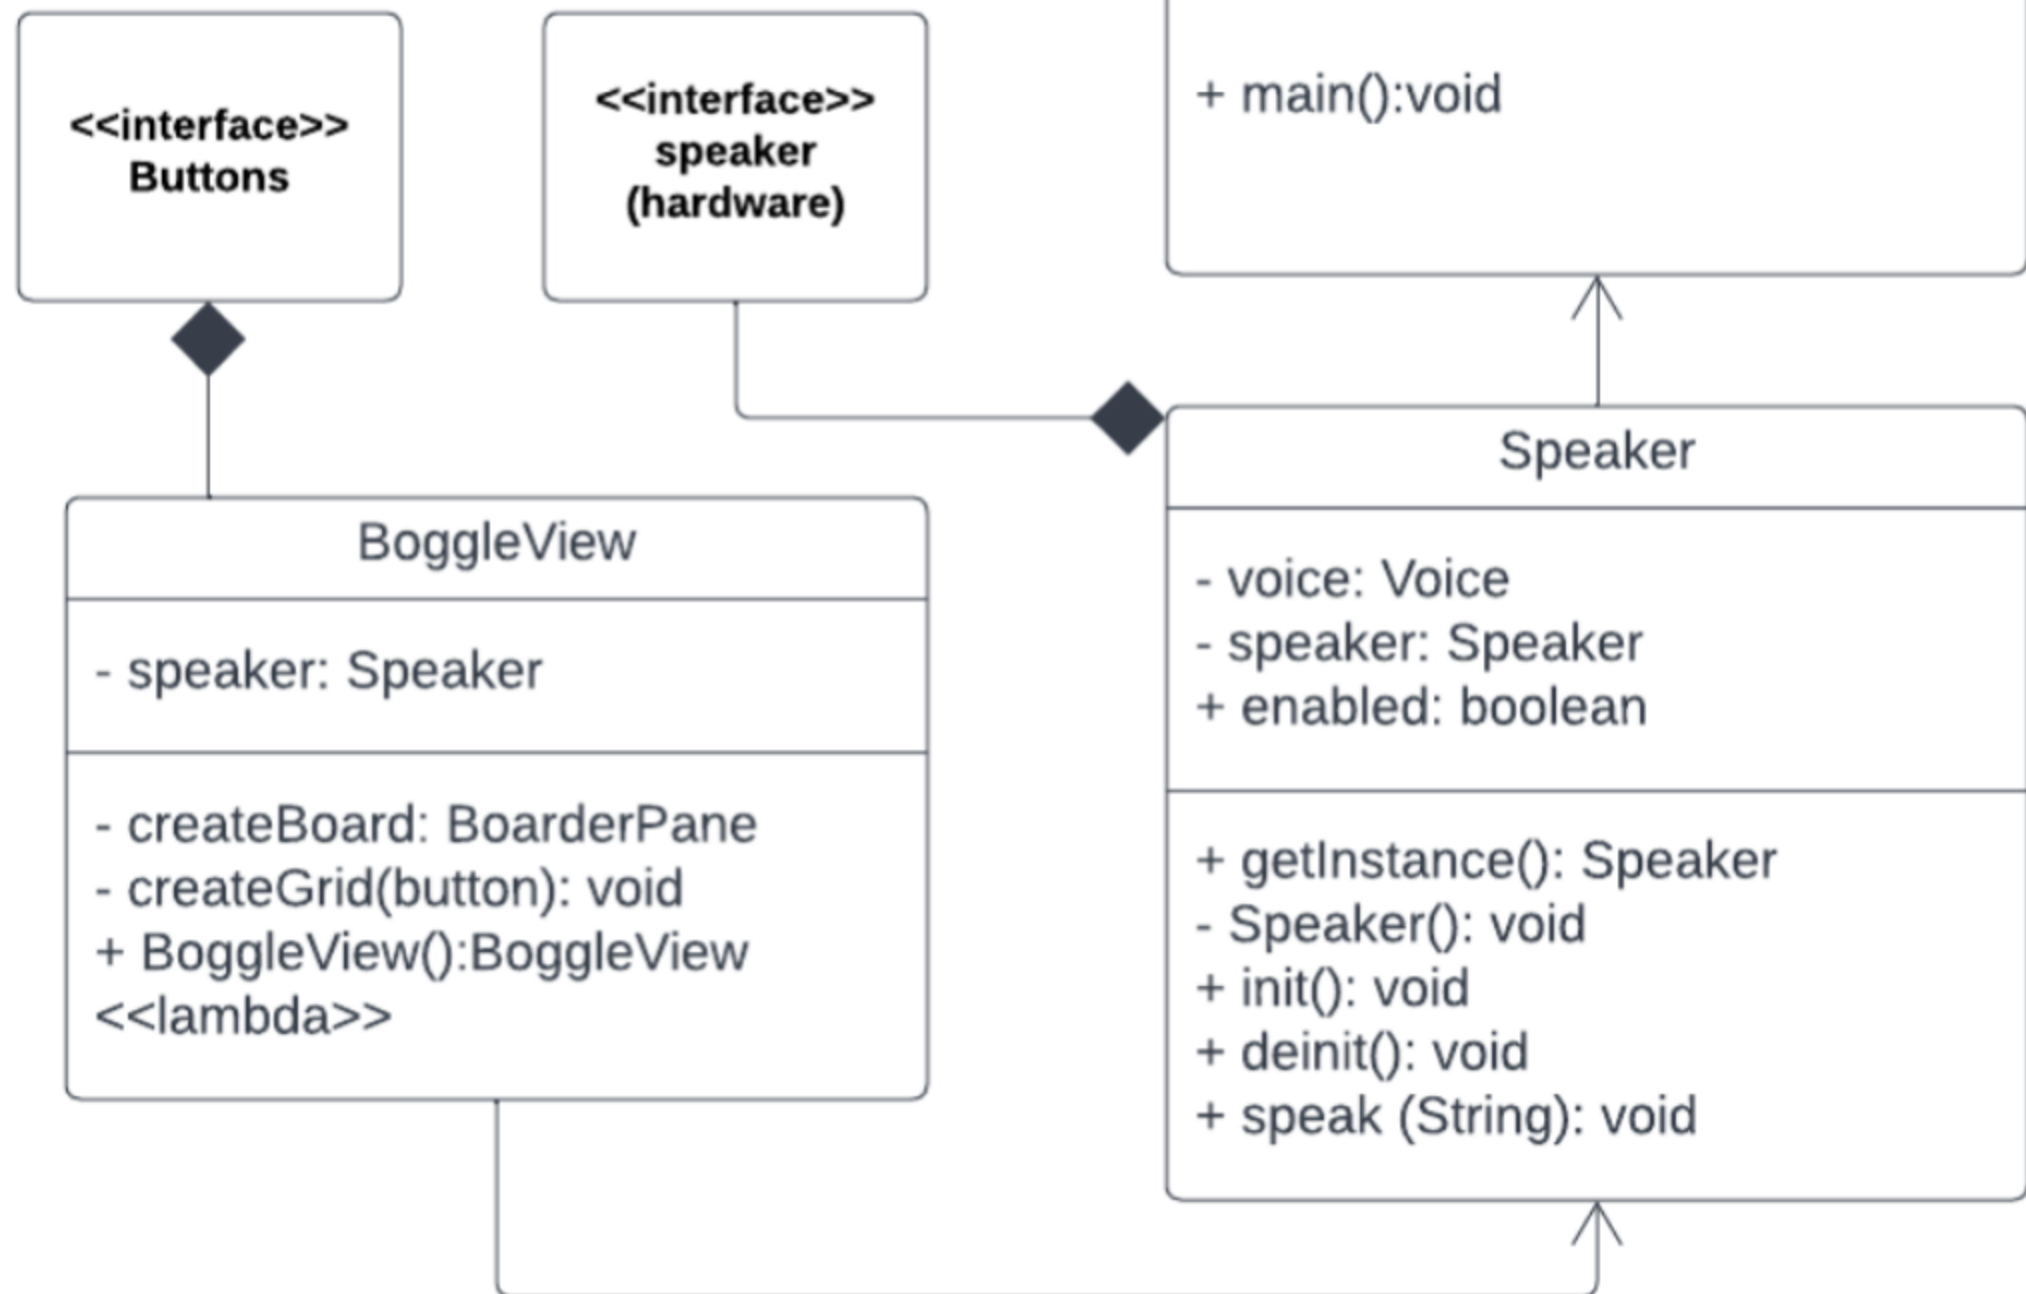 <<interface>>
Buttons
<<interface>>
speaker
(hardware)
+ main():void
BoggleView
- speaker: Speaker
- createBoard: BoarderPane
- createGrid(button): void
+ BoggleView():BoggleView
<<lambda>>
Speaker
- voice: Voice
- speaker: Speaker
+ enabled: boolean
+ getInstance(): Speaker
- Speaker(): void
+ init(): void
+ deinit(): void
+ speak (String): void